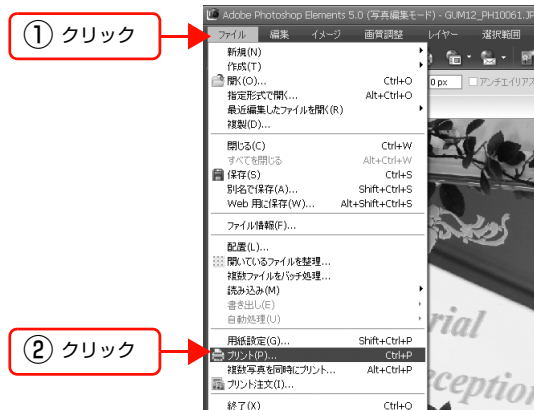 Adobe Photoshop Elements 5.0 (写真編集モード) - GUM12_PH10061.JP
① クリック
ファイル 編集 イメージ 画質調整 レイヤー 選択範囲
新規(N)
作成(T)
開く(O)... Ctrl+O
0 px アンチエイリアス
指定形式で開く... Alt+Ctrl+O
最近編集したファイルを開く(R)
複製(D)...
閉じる(C) Ctrl+W
すべてを閉じる Alt+Ctrl+W
保存(S) Ctrl+S
別名で保存(A)... Shift+Ctrl+S
Web 用に保存(W)... Alt+Shift+Ctrl+S
ファイル情報(F)...
配置(L)...
開いているファイルを整理...
複数ファイルをバッチ処理...
読み込み(M)
書き出し(E)
自動処理(U)
rial
用紙設定(G)... Shift+Ctrl+P
② クリック
プリント(P)... Ctrl+P
複数写真を同時にプリント... Alt+Ctrl+P
プリント注文(I)...
eception
終了(X) Ctrl+Q